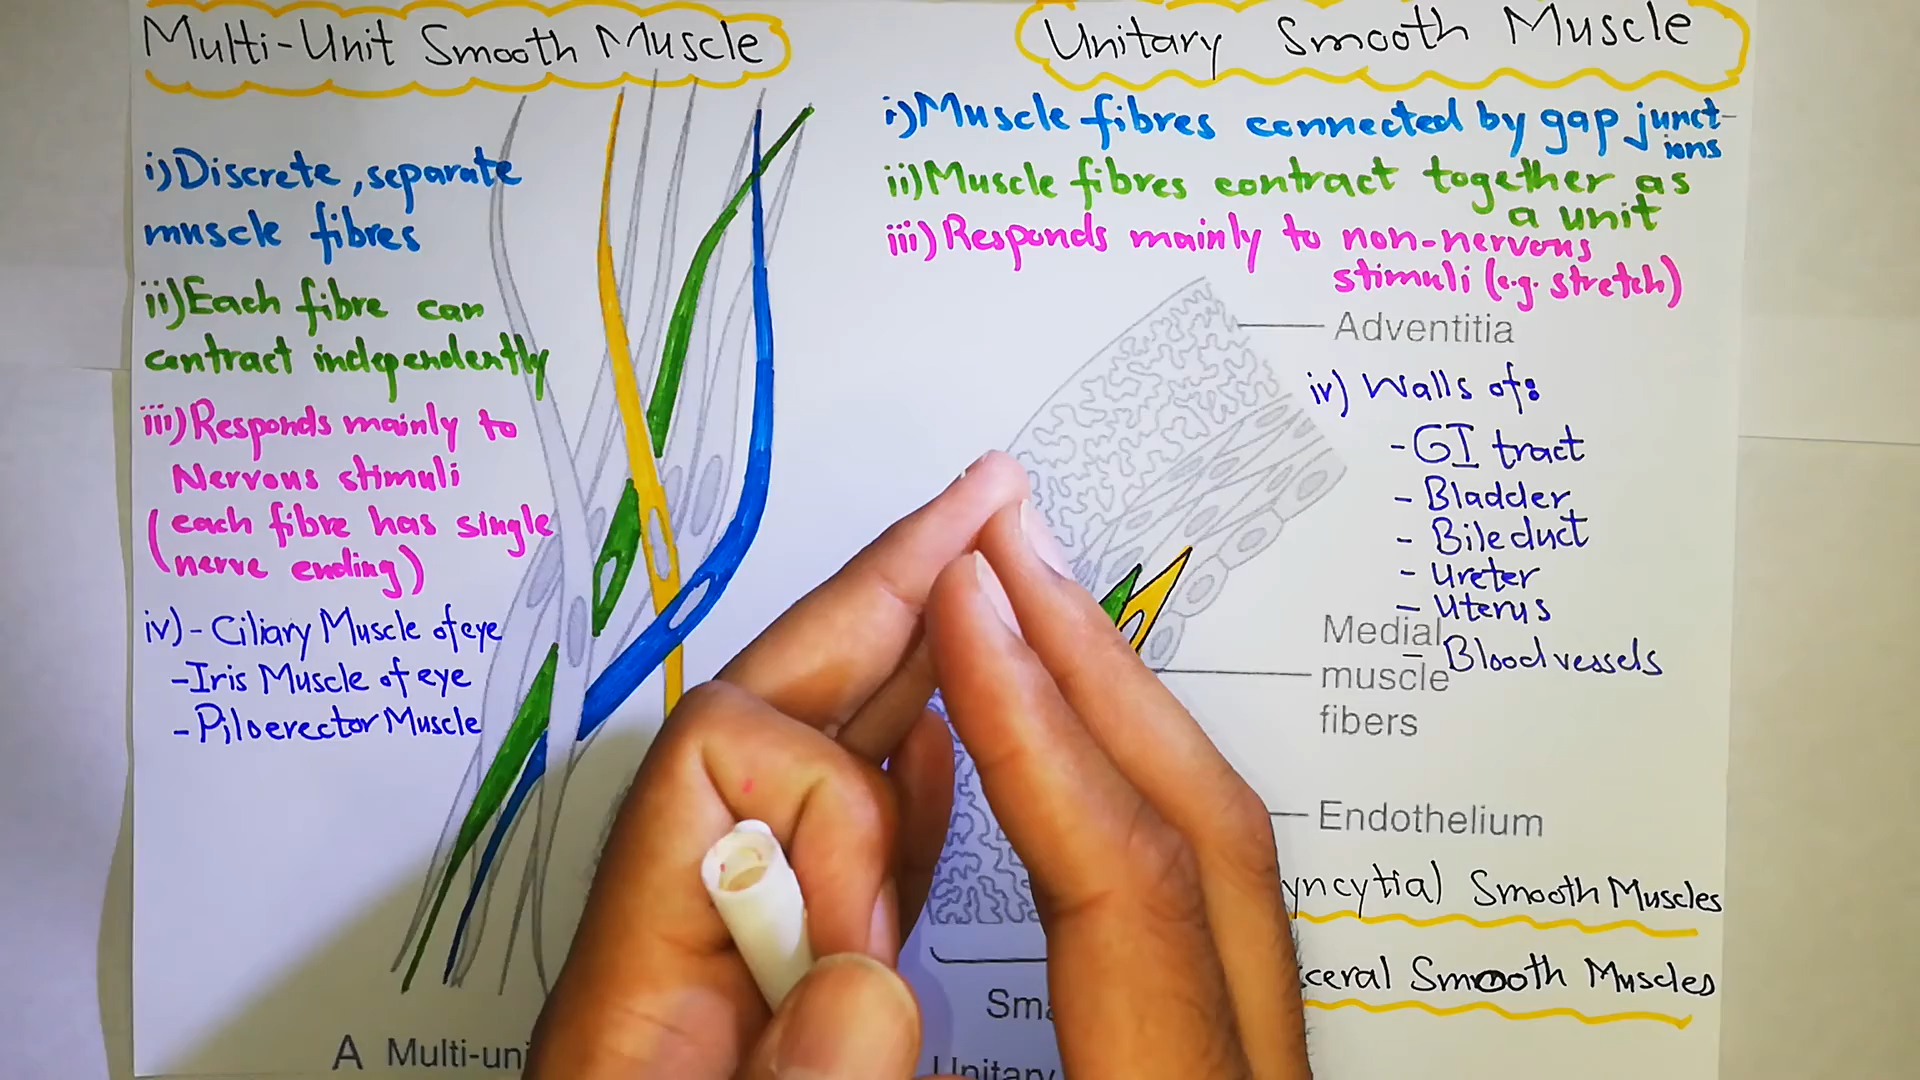 Multi-Unit Smooth Muscle
i) Discrete, separate
muscle fibres
ii) Each fibre can
contract independently
iii) Responds mainly to
Nervous stimuli
(each fibre has single
nerve ending)
iv) - Ciliary Muscle of eye
- Iris Muscle of eye
- Piloerector Muscle
A Multi-uni
Unitary Smooth Muscle
i) Muscle fibres connected by gap junct-
ions
ii) Muscle fibres contract together as
a unit
iii) Responds mainly to non-nervous
stimuli (e.g. stretch)
Adventitia
iv) Walls of:
- GI tract
- Bladder
- Bile duct
- Ureter
- Uterus
- Blood vessels
Medial
muscle
fibers
Endothelium
yncytial Smooth Muscles
ceral Smooth Muscles
Sma
Unitary